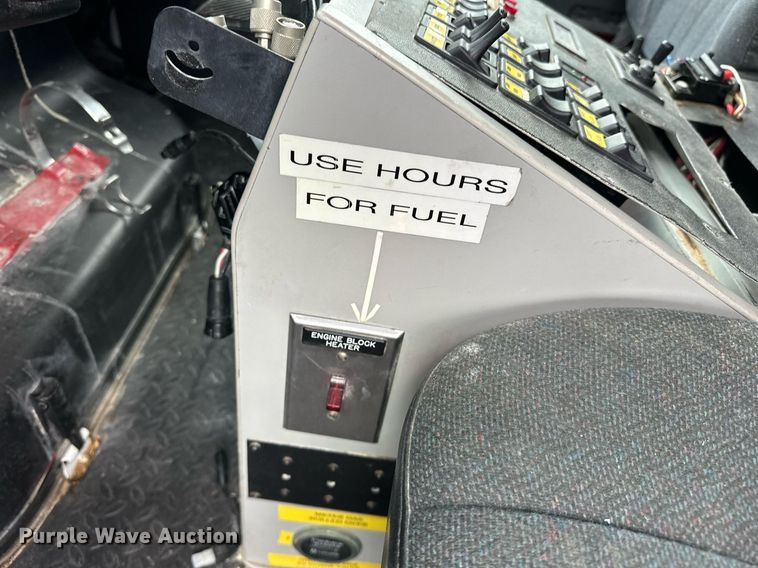 USE HOURS
FOR FUEL
ENGINE BLOCK
HEATER
Purple Wave Auction